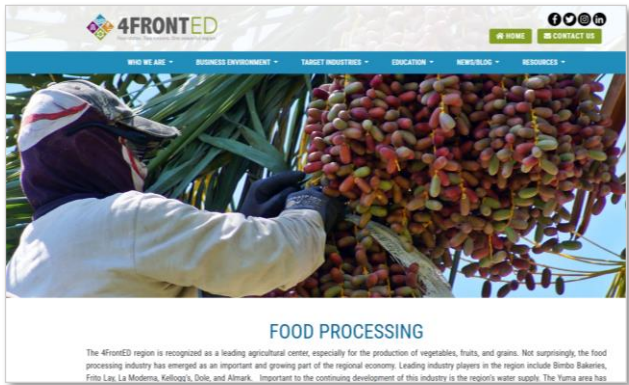 4FRONTED
HOME
CONTACT US
WHO WE ARE
BUSINESS ENVIRONMENT
TARGET INDUSTRIES
EDUCATION
NEWS/BLOG
RESOURCES
FOOD PROCESSING
The 4FrontED region is recognized as a leading agricultural center, especially for the production of vegetables, fruits, and grains. Not surprisingly, the food
processing industry has emerged as an important and growing part of the regional economy. Leading industry players in the region include Bimbo Bakeries,
Frito Lay, La Moderna, Kellogg's, Dole, and Almark. Important to the continuing development of this industry is the region's water supply. The Yuma area has